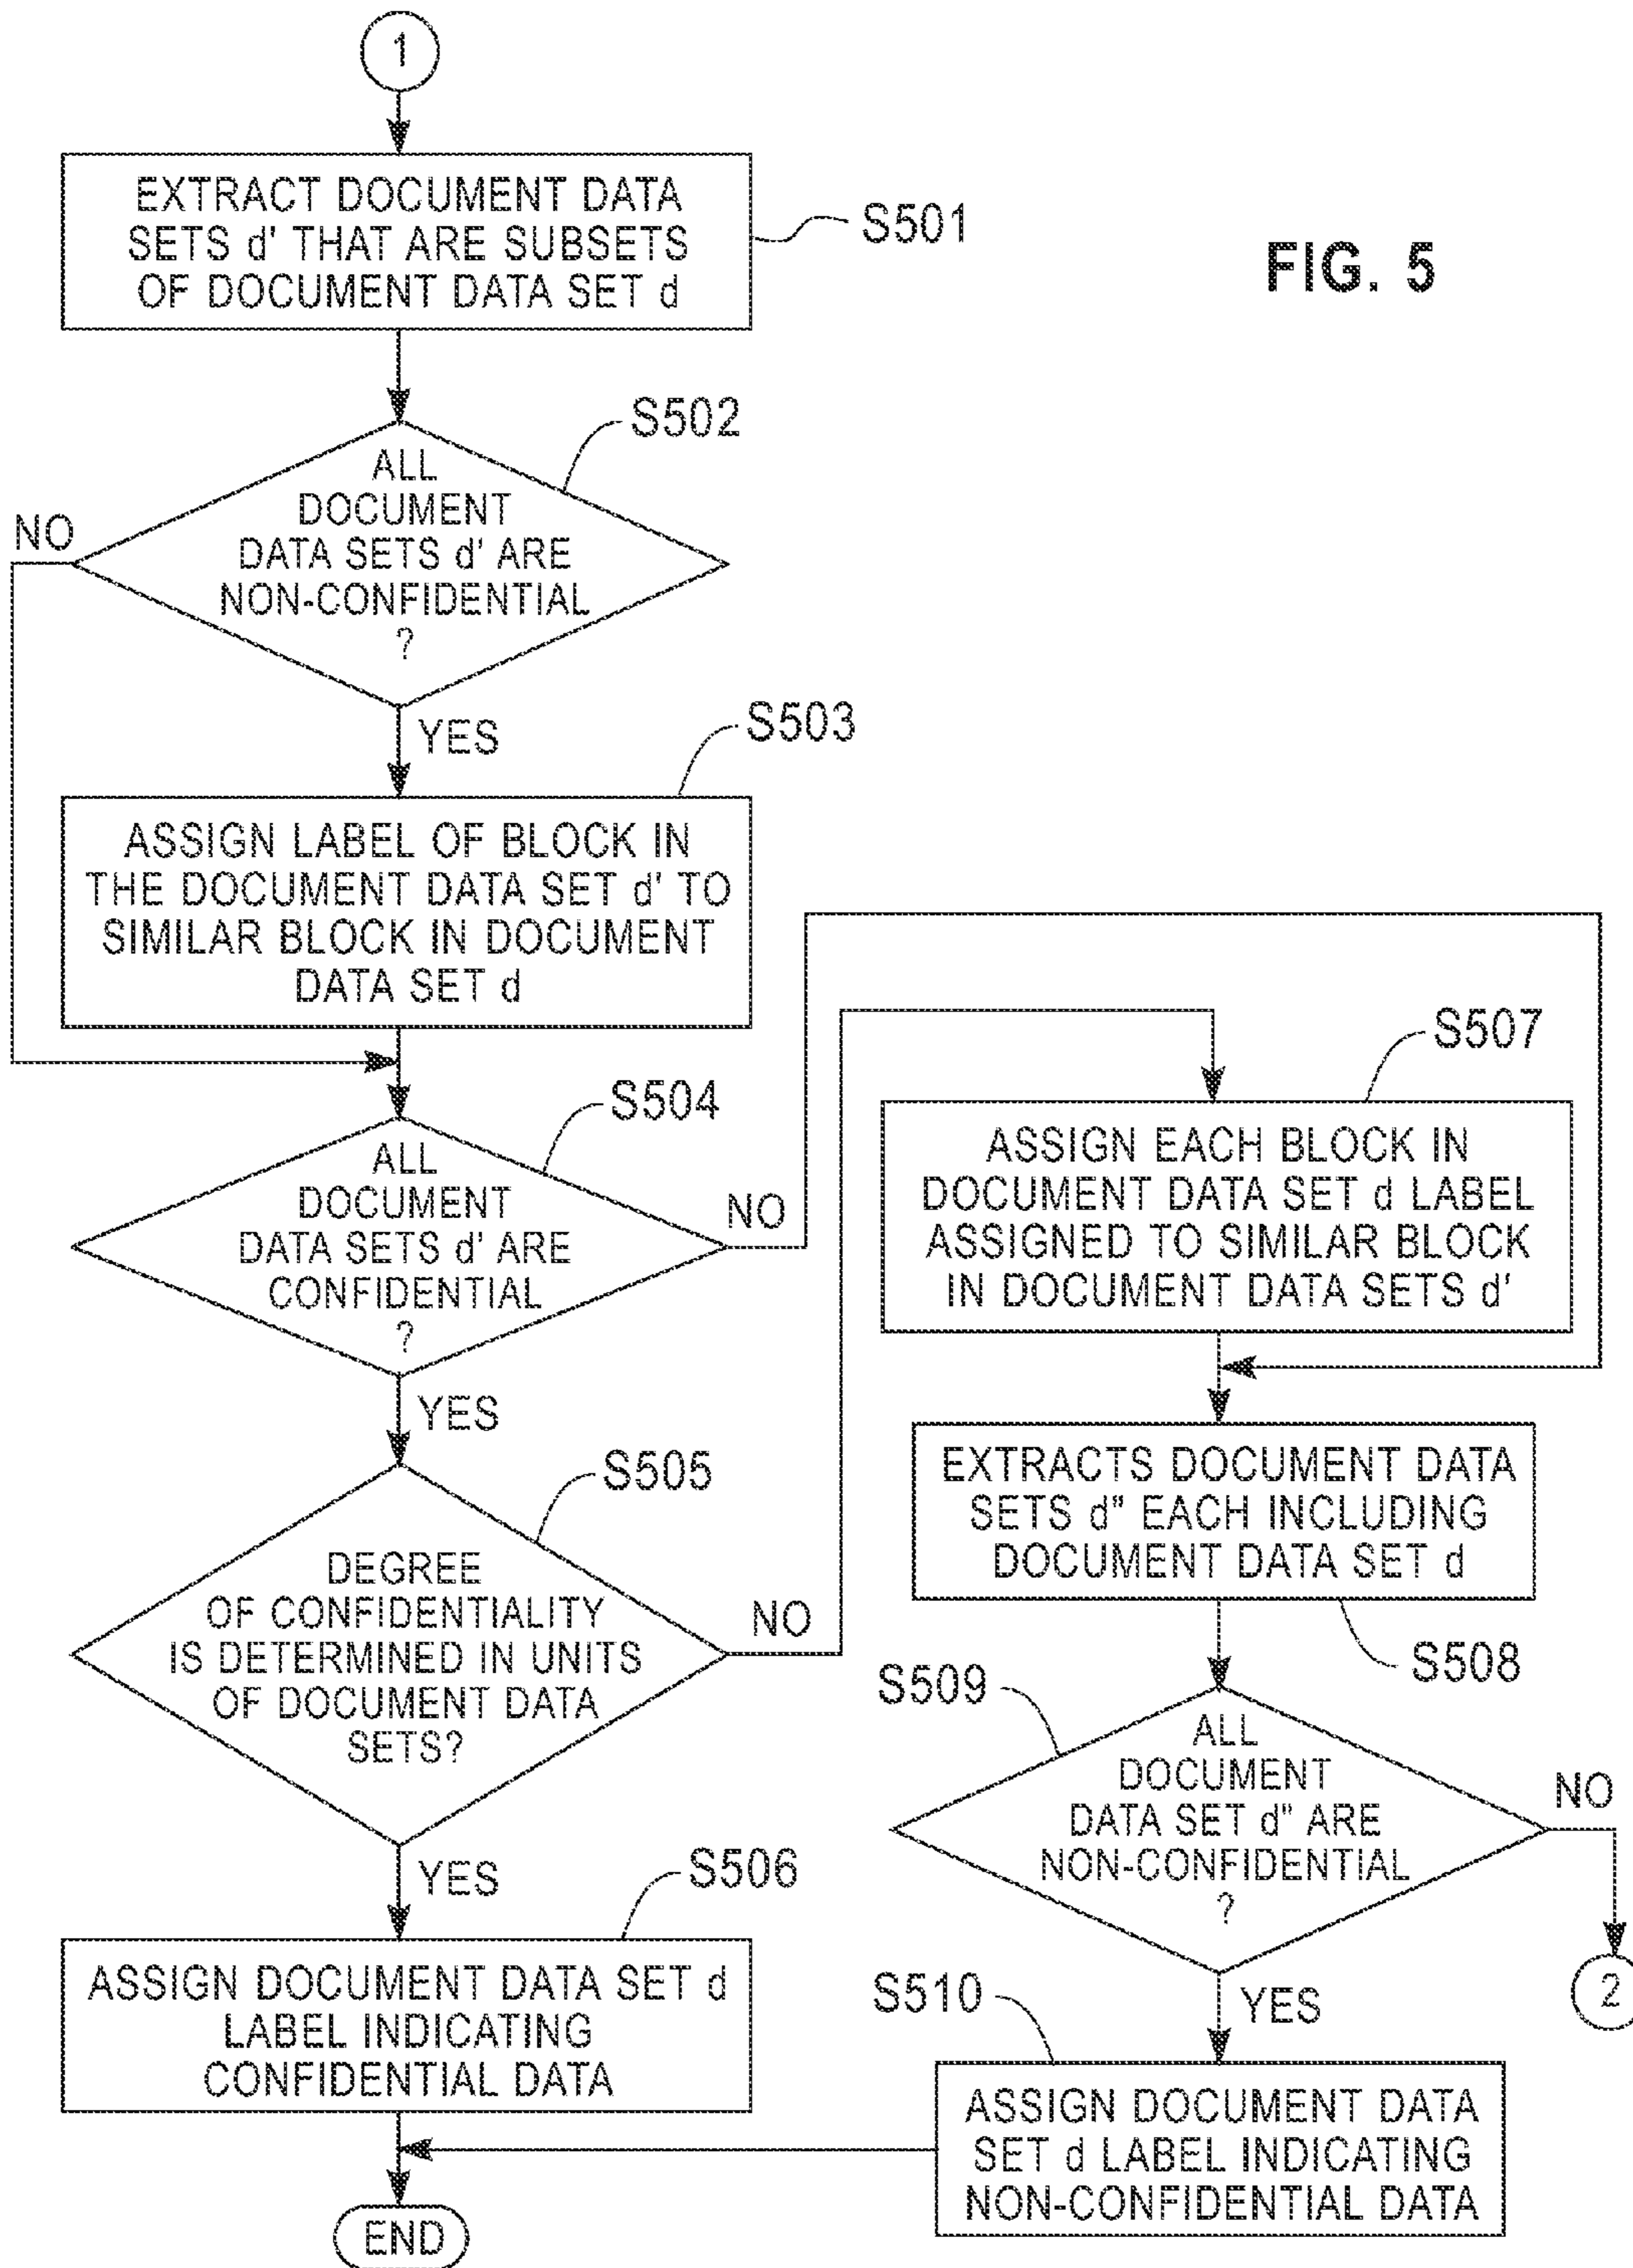 1
EXTRACT DOCUMENT DATA
SETS d' THAT ARE SUBSETS
OF DOCUMENT DATA SET d
S501
FIG. 5
S502
ALL
DOCUMENT
DATA SETS d' ARE
NON-CONFIDENTIAL
?
NO
YES
S503
ASSIGN LABEL OF BLOCK IN
THE DOCUMENT DATA SET d' TO
SIMILAR BLOCK IN DOCUMENT
DATA SET d
S504
ALL
DOCUMENT
DATA SETS d' ARE
CONFIDENTIAL
?
NO
YES
S505
DEGREE
OF CONFIDENTIALITY
IS DETERMINED IN UNITS
OF DOCUMENT DATA
SETS?
NO
YES
S506
ASSIGN DOCUMENT DATA SET d
LABEL INDICATING
CONFIDENTIAL DATA
END
S507
ASSIGN EACH BLOCK IN
DOCUMENT DATA SET d LABEL
ASSIGNED TO SIMILAR BLOCK
IN DOCUMENT DATA SETS d'
EXTRACTS DOCUMENT DATA
SETS d" EACH INCLUDING
DOCUMENT DATA SET d
S508
S509
ALL
DOCUMENT
DATA SET d" ARE
NON-CONFIDENTIAL
?
NO
2
YES
S510
ASSIGN DOCUMENT DATA
SET d LABEL INDICATING
NON-CONFIDENTIAL DATA